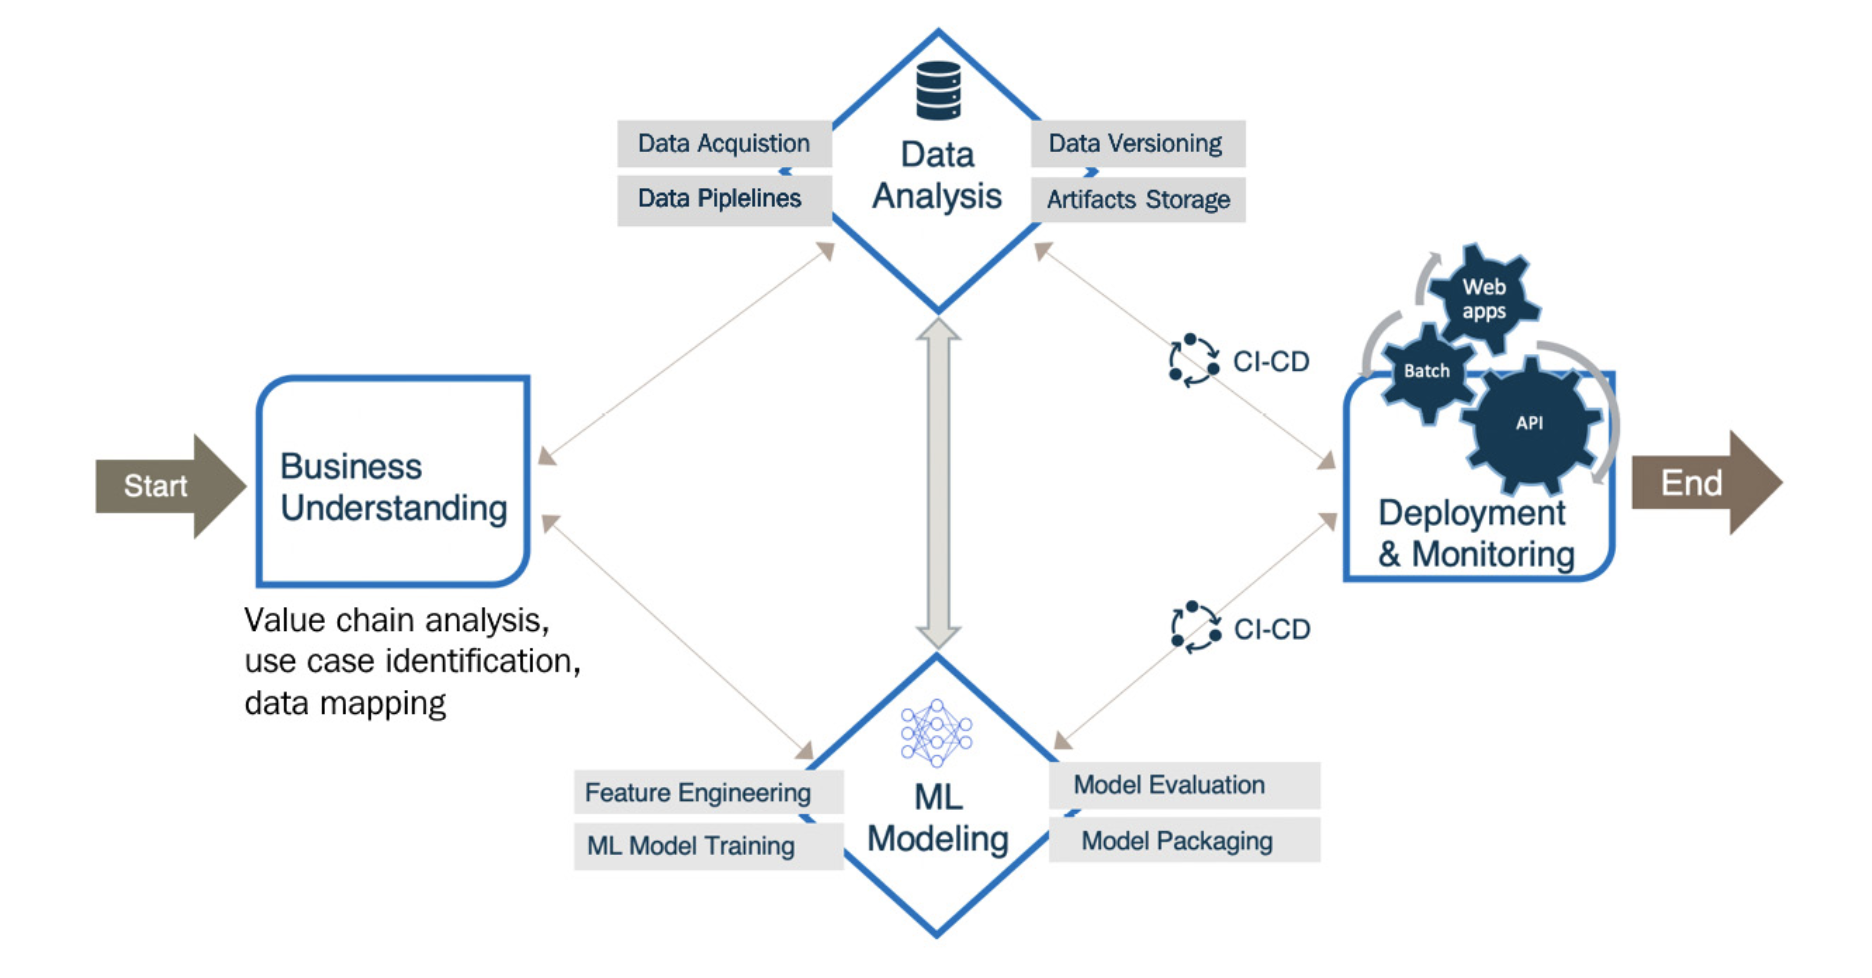 Data Acquistion
Data Piplelines
Data
Analysis
Data Versioning
Artifacts Storage
Start
Business
Understanding
Value chain analysis,
use case identification,
data mapping
CI-CD
CI-CD
Web
apps
Batch
API
Deployment
& Monitoring
End
Feature Engineering
ML Model Training
ML
Modeling
Model Evaluation
Model Packaging